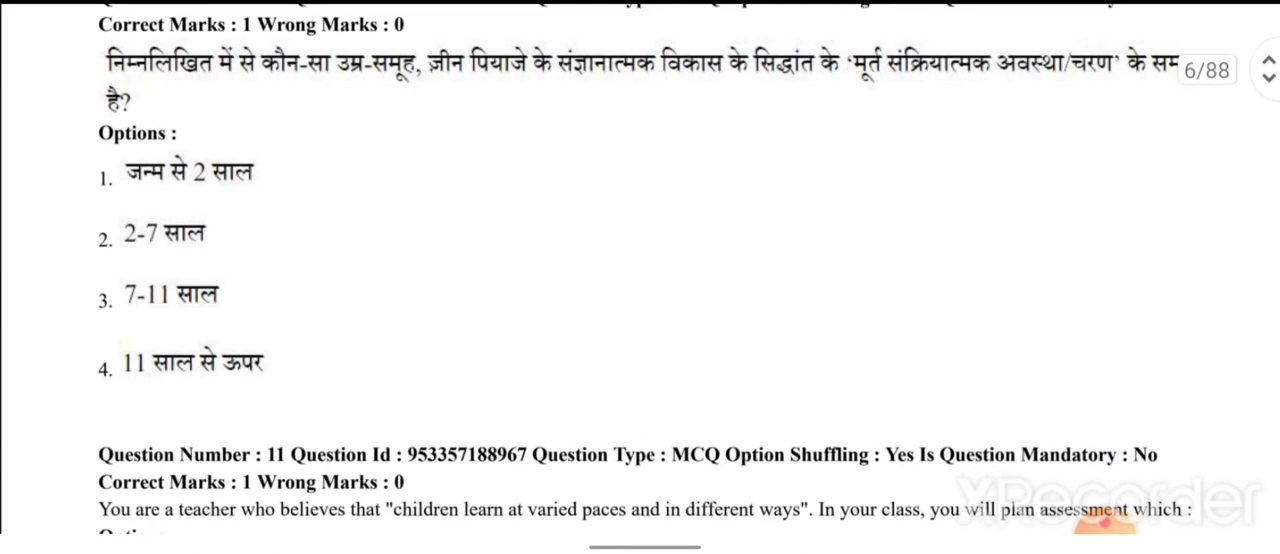 Correct Marks : 1 Wrong Marks : 0
निम्नलिखित में से कौन-सा उम्र-समूह, ज़ीन पियाजे के संज्ञानात्मक विकास के सिद्धांत के 'मूर्त संक्रियात्मक अवस्था/चरण' के सम
6/88
है?
Options :
1. जन्म से 2 साल
2. 2-7 साल
3. 7-11 साल
4. 11 साल से ऊपर
Question Number : 11 Question Id : 953357188967 Question Type : MCQ Option Shuffling : Yes Is Question Mandatory : No
Correct Marks : 1 Wrong Marks : 0
You are a teacher who believes that "children learn at varied paces and in different ways". In your class, you will plan assessment which :
XRecorder